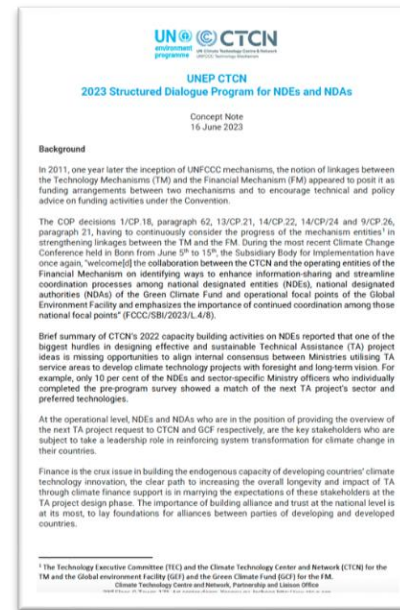 UN
environment
programme
CTCN
UN Climate Technology Centre & Network
UNFCCC Technology Mechanism
UNEP CTCN
2023 Structured Dialogue Program for NDEs and NDAs
Concept Note
16 June 2023
Background
In 2011, one year later the inception of UNFCCC mechanisms, the notion of linkages between
the Technology Mechanisms (TM) and the Financial Mechanism (FM) appeared to posit it as
funding arrangements between two mechanisms and to encourage technical and policy
advice on funding activities under the Convention.
The COP decisions 1/CP.18, paragraph 62, 13/CP.21, 14/CP.22, 14/CP/24 and 9/CP.26,
paragraph 21, having to continuously consider the progress of the mechanism entities¹ in
strengthening linkages between the TM and the FM. During the most recent Climate Change
Conference held in Bonn from June 5th to 15th, the Subsidiary Body for Implementation have
once again, "welcome[d] the collaboration between the CTCN and the operating entities of the
Financial Mechanism on identifying ways to enhance information-sharing and streamline
coordination processes among national designated entities (NDEs), national designated
authorities (NDAs) of the Green Climate Fund and operational focal points of the Global
Environment Facility and emphasizes the importance of continued coordination among those
national focal points" (FCCC/SBI/2023/L.4/8).
Brief summary of CTCN's 2022 capacity building activities on NDEs reported that one of the
biggest hurdles in designing effective and sustainable Technical Assistance (TA) project
ideas is missing opportunities to align internal consensus between Ministries utilising TA
service areas to develop climate technology projects with foresight and long-term vision. For
example, only 10 per cent of the NDEs and sector-specific Ministry officers who individually
completed the pre-program survey showed a match of the next TA project's sector and
preferred technologies.
At the operational level, NDEs and NDAs who are in the position of providing the overview of
the next TA project request to CTCN and GCF respectively, are the key stakeholders who are
subject to take a leadership role in reinforcing system transformation for climate change in
their countries.
Finance is the crux issue in building the endogenous capacity of developing countries' climate
technology innovation, the clear path to increasing the overall longevity and impact of TA
through climate finance support is in marrying the expectations of these stakeholders at the
TA project design phase. The importance of building alliance and trust at the national level is
at its most, to lay foundations for alliances between parties of developing and developed
countries.
¹ The Technology Executive Committee (TEC) and the Climate Technology Center and Network (CTCN) for the
TM and the Global environment Facility (GEF) and the Green Climate Fund (GCF) for the FM.
Climate Technology Centre and Network, Partnership and Liaison Office